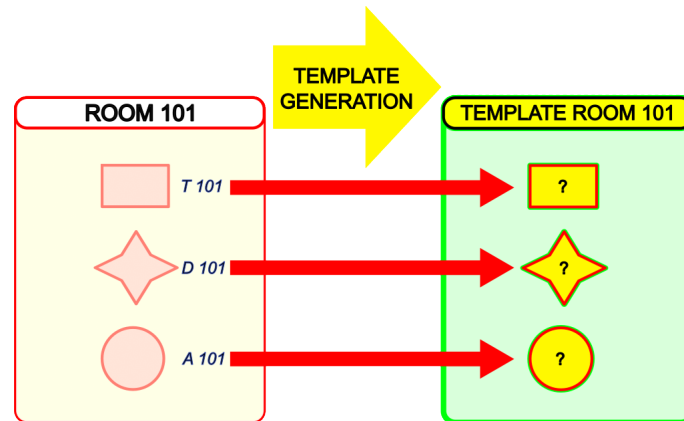 TEMPLATE
GENERATION
ROOM 101
TEMPLATE ROOM 101
T 101
?
D 101
?
A 101
?